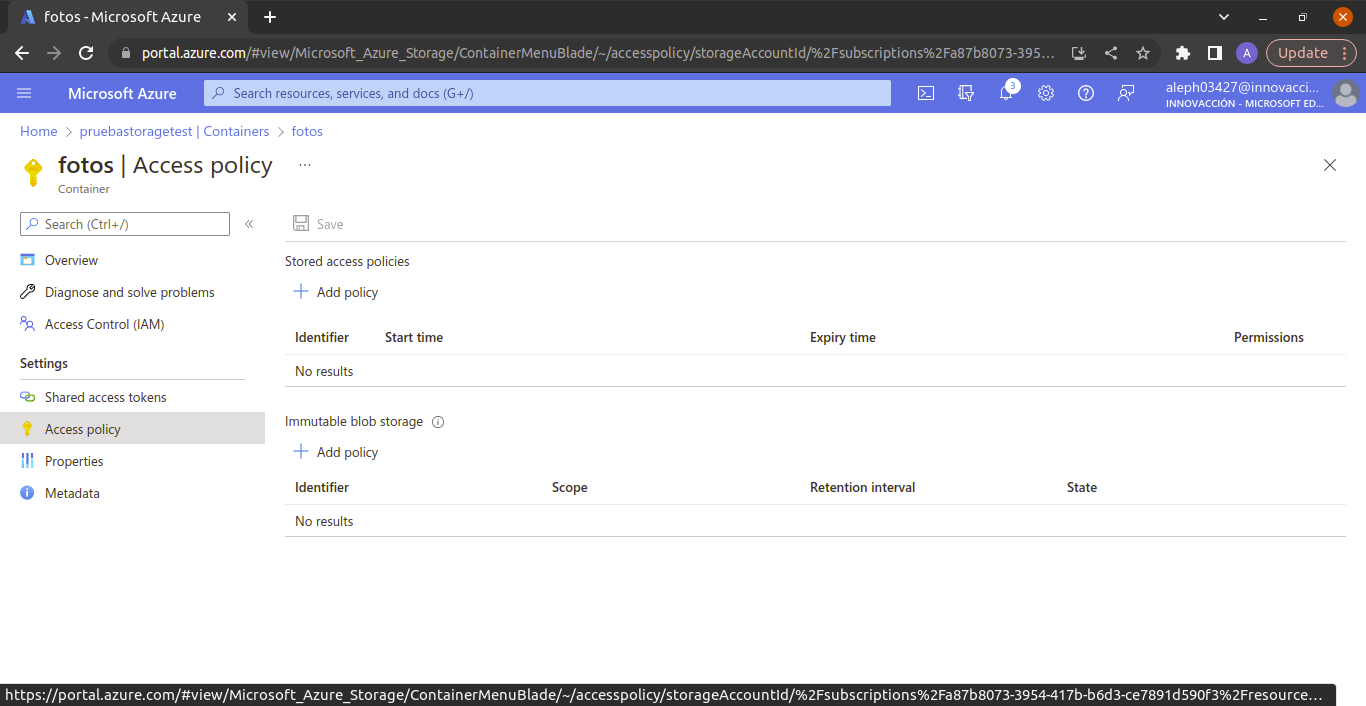 fotos - Microsoft Azure
portal.azure.com/#view/Microsoft_Azure_Storage/ContainerMenuBlade/~/accesspolicy/storageAccountId/%2Fsubscriptions%2Fa87b8073-395…
A
Update
Microsoft Azure
Search resources, services, and docs (G+/)
3
aleph03427@innovacci...
INNOVACCIÓN - MICROSOFT ED...
Home > pruebastoragetest | Containers > fotos
fotos | Access policy ...
Container
Search (Ctrl+/)
«
Overview
Diagnose and solve problems
Access Control (IAM)
Settings
Shared access tokens
Access policy
Properties
Metadata
Save
Stored access policies
Add policy
Identifier Start time Expiry time Permissions
No results
Immutable blob storage
Add policy
Identifier Scope Retention interval State
No results
https://portal.azure.com/#view/Microsoft_Azure_Storage/ContainerMenuBlade/~/accesspolicy/storageAccountId/%2Fsubscriptions%2Fa87b8073-3954-417b-b6d3-ce7891d590f3%2Fresource…